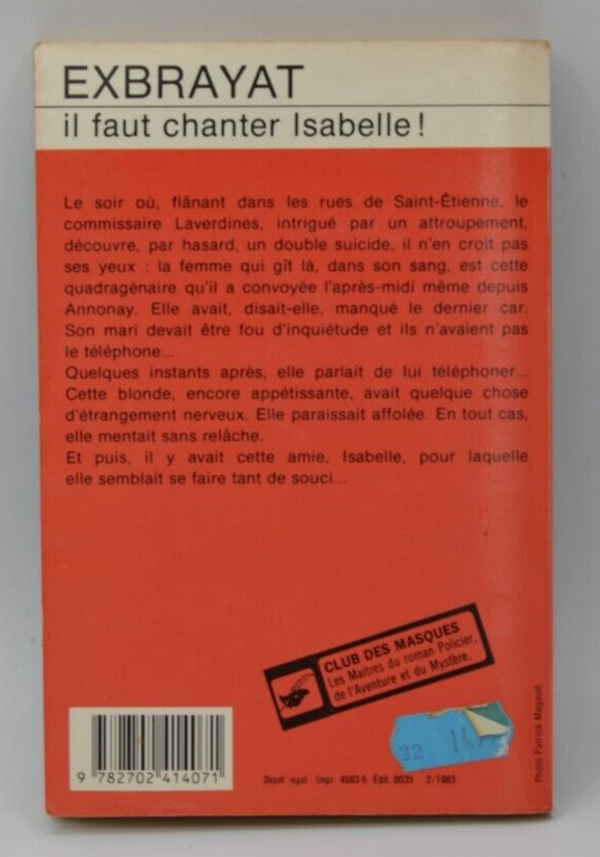 EXBRAYAT
il faut chanter Isabelle !
Le soir où, flânant dans les rues de Saint-Étienne, le
commissaire Laverdines, intrigué par un attroupement,
découvre, par hasard, un double suicide, il n'en croit pas
ses yeux : la femme qui gît là, dans son sang, est cette
quadragénaire qu'il a convoyée l'après-midi même depuis
Annonay. Elle avait, disait-elle, manqué le dernier car.
Son mari devait être fou d'inquiétude et ils n'avaient pas
le téléphone...
Quelques instants après, elle parlait de lui téléphoner...
Cette blonde, encore appétissante, avait quelque chose
d'étrangement nerveux. Elle paraissait affolée. En tout cas,
elle mentait sans relâche.
Et puis, il y avait cette amie, Isabelle, pour laquelle
elle semblait se faire tant de souci...
CLUB DES MASQUES
Les Maîtres du roman Policier,
de l'Aventure et du Mystère.
32 14
9 782702 414071
Dépôt légal Impr. 4593-5 Édit. 0035 2/1983
Photo Patrick Magaud